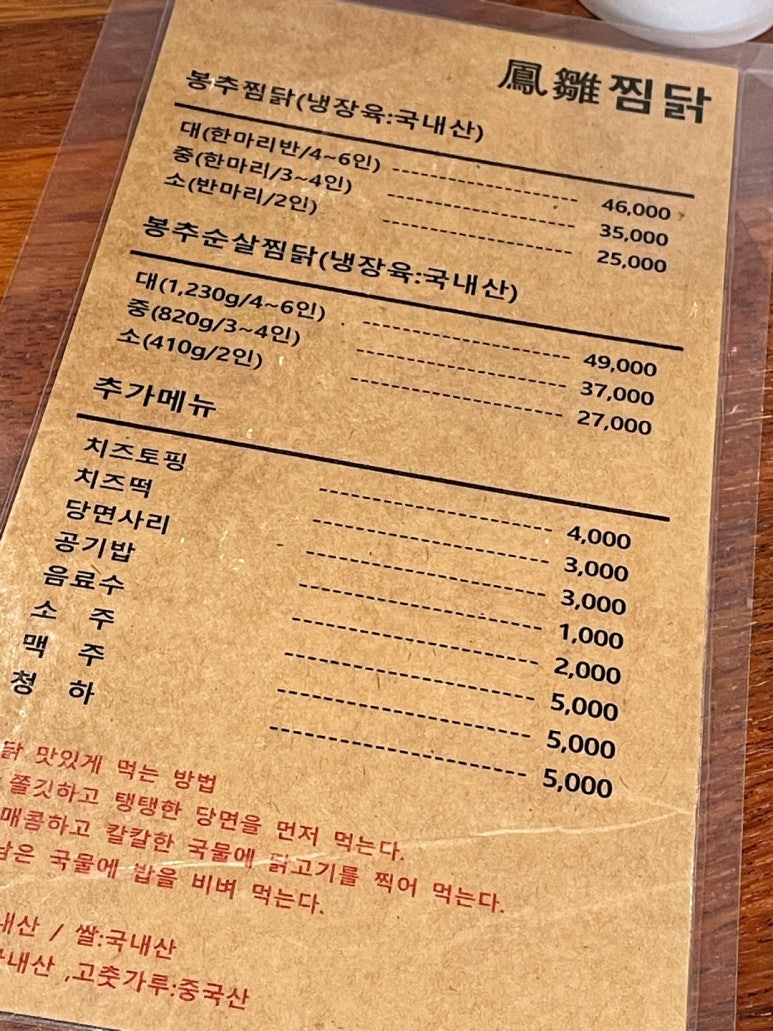 鳳雛찜닭
봉추찜닭(냉장육:국내산)
대(한마리반/4~6인) 46,000
중(한마리/3~4인) 35,000
소(반마리/2인) 25,000
봉추순살찜닭(냉장육:국내산)
대(1,230g/4~6인) 49,000
중(820g/3~4인) 37,000
소(410g/2인) 27,000
추가메뉴
치즈토핑 4,000
치즈떡 3,000
당면사리 3,000
공기밥 1,000
음료수 2,000
소 주 5,000
맥 주 5,000
청 하 5,000
닭 맛있게 먹는 방법
쫄깃하고 탱탱한 당면을 먼저 먹는다.
매콤하고 칼칼한 국물에 닭고기를 찍어 먹는다.
남은 국물에 밥을 비벼 먹는다.
내산 / 쌀:국내산
국내산 ,고춧가루:중국산